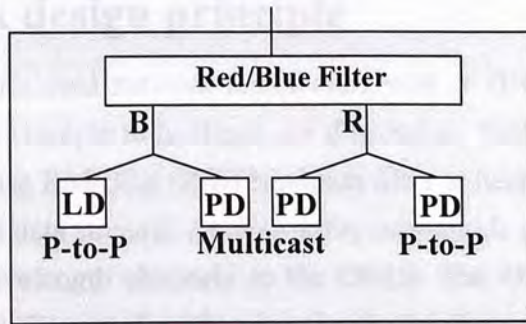 Red/Blue Filter
B R
LD PD PD PD
P-to-P Multicast P-to-P